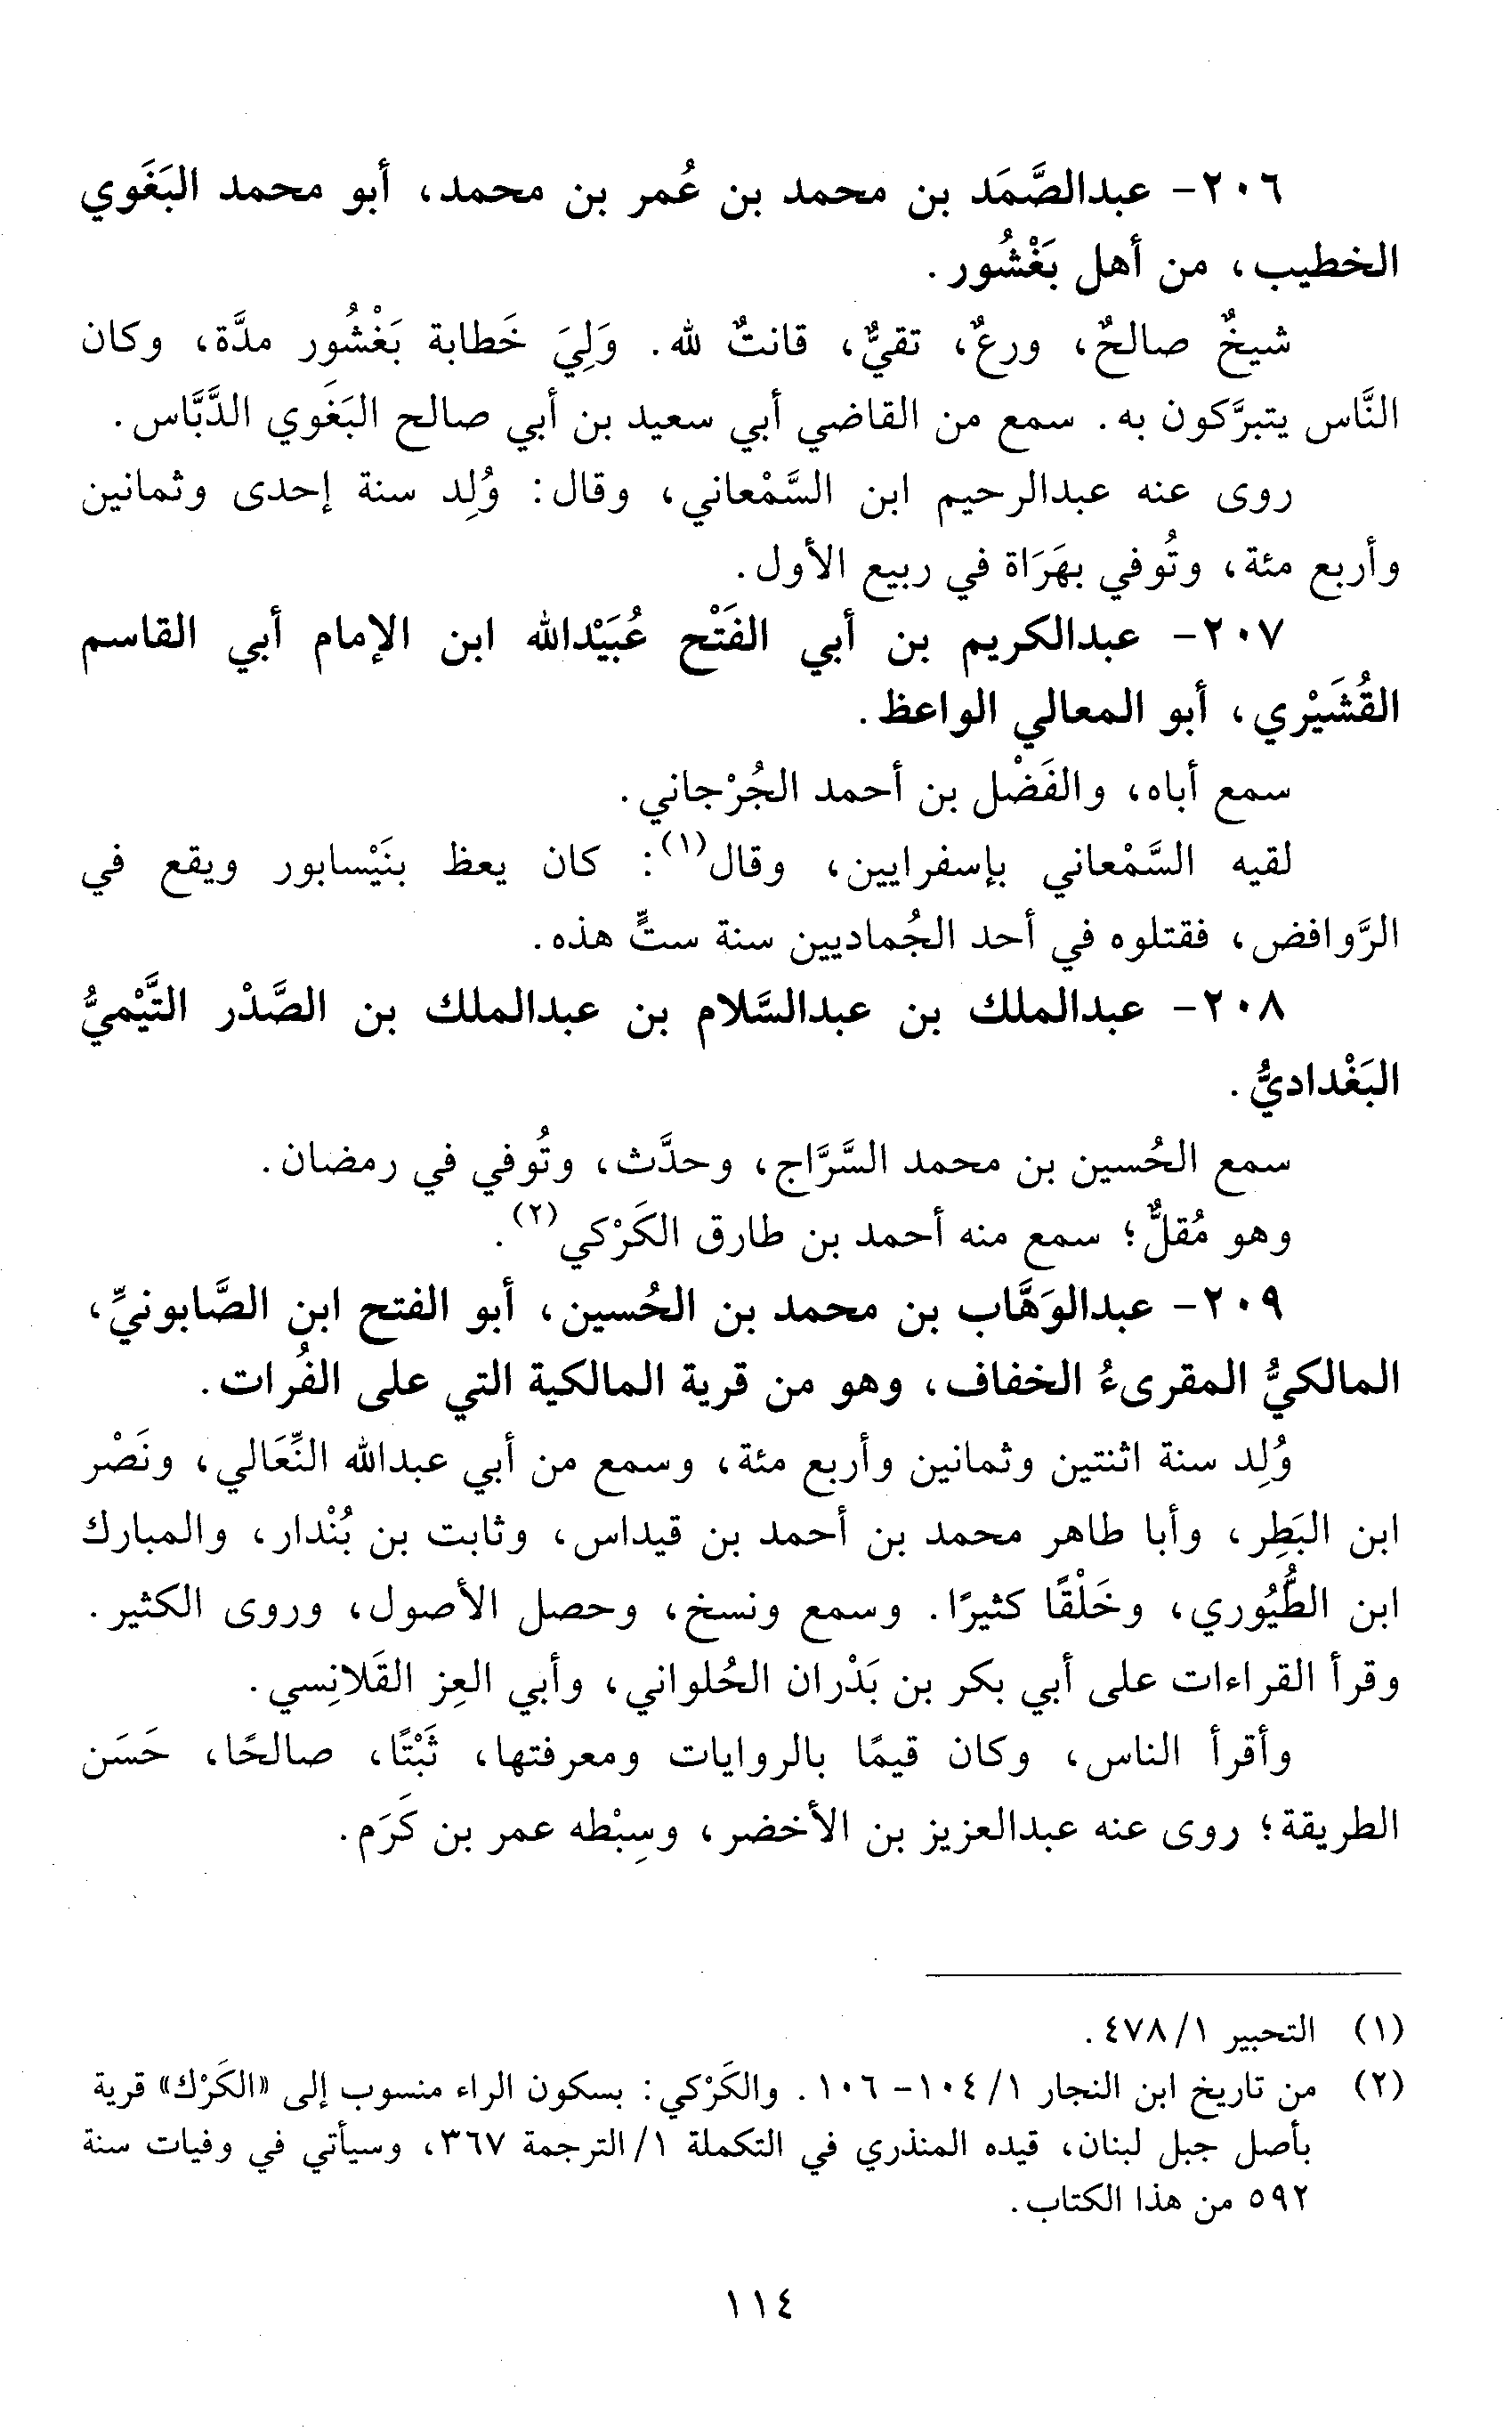 ٢٠٦- عبدالصَّمَد بن محمد بن عُمر بن محمد، أبو محمد البَغَوي
الخطيب، من أهل بَغْشُور.
شيخٌ صالحٌ، ورعٌ، تقيٌّ، قانتٌ لله. وَلِيَ خَطابة بَغْشُور مدَّة، وكان
النَّاس يتبرَّكون به. سمع من القاضي أبي سعيد بن أبي صالح البَغَوي الدَّبَّاس.
روى عنه عبدالرحيم ابن السَّمْعاني، وقال: وُلِد سنة إحدى وثمانين
وأربع مئة، وتُوفي بهَرَاة في ربيع الأول.
٢٠٧- عبدالكريم بن أبي الفَتْح عُبَيْدالله ابن الإمام أبي القاسم
القُشَيْري، أبو المعالي الواعظ.
سمع أباه، والفَضْل بن أحمد الجُرْجاني.
لقيه السَّمْعاني بإسفرايين، وقال(١): كان يعظ بنَيْسابور ويقع في
الرَّوافض، فقتلوه في أحد الجُماديين سنة ستٍّ هذه.
٢٠٨- عبدالملك بن عبدالسَّلام بن عبدالملك بن الصَّدْر التَّيْميُّ
البَغْداديُّ.
سمع الحُسين بن محمد السَّرَّاج، وحدَّث، وتُوفي في رمضان.
وهو مُقلٌّ؛ سمع منه أحمد بن طارق الكَرْكي(٢).
٢٠٩- عبدالوَهَّاب بن محمد بن الحُسين، أبو الفتح ابن الصَّابونيِّ،
المالكيُّ المقرىءُ الخفاف، وهو من قرية المالكية التي على الفُرات.
وُلِد سنة اثنتين وثمانين وأربع مئة، وسمع من أبي عبدالله النِّعَالي، ونَصْر
ابن البَطِر، وأبا طاهر محمد بن أحمد بن قيداس، وثابت بن بُنْدار، والمبارك
ابن الطُّيُوري، وخَلْقًا كثيرًا. وسمع ونسخ، وحصل الأصول، وروى الكثير.
وقرأ القراءات على أبي بكر بن بَدْران الحُلواني، وأبي العِز القَلانِسي.
وأقرأ الناس، وكان قيمًا بالروايات ومعرفتها، ثَبْتًا، صالحًا، حَسَن
الطريقة؛ روى عنه عبدالعزيز بن الأخضر، وسِبْطه عمر بن كَرَم.
(١) التحبير ١/ ٤٧٨.
(٢) من تاريخ ابن النجار ١/ ١٠٤- ١٠٦. والكَرْكي: بسكون الراء منسوب إلى «الكَرْك» قرية
بأصل جبل لبنان، قيده المنذري في التكملة ١/ الترجمة ٣٦٧، وسيأتي في وفيات سنة
٥٩٢ من هذا الكتاب.
١١٤